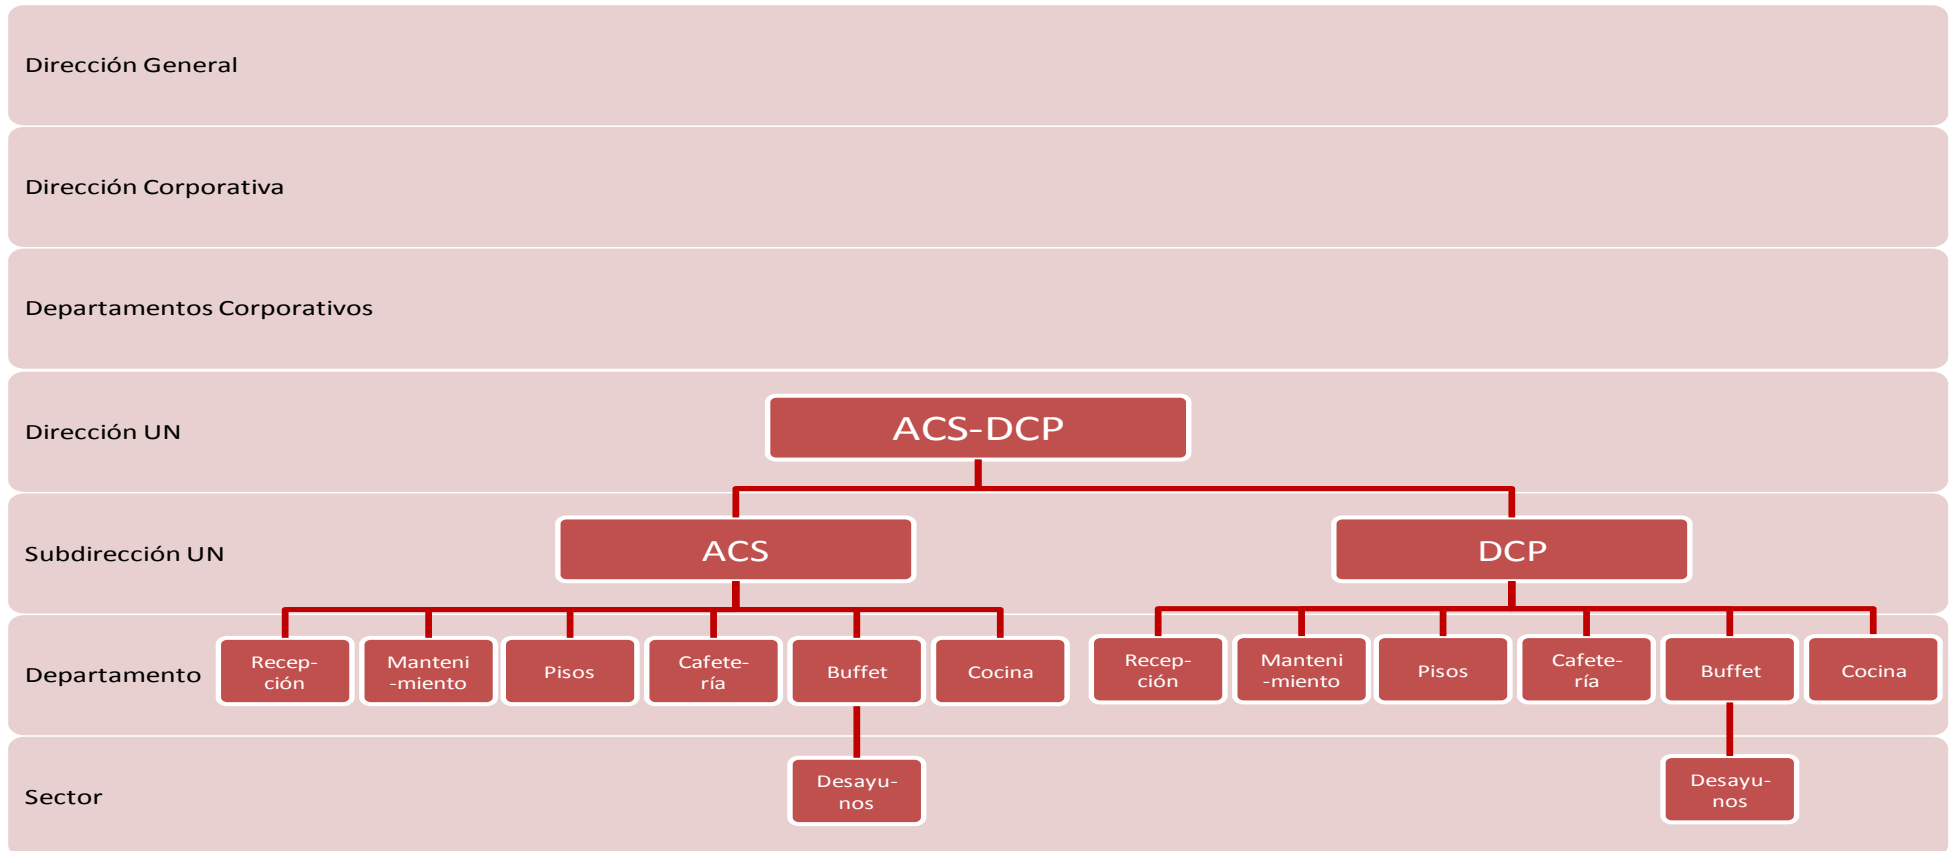 Dirección General
Dirección Corporativa
Departamentos Corporativos
Dirección UN
ACS-DCP
Subdirección UN
ACS
DCP
Departamento
Recep-
ción
Manteni
-miento
Pisos
Cafete-
ría
Buffet
Cocina
Recep-
ción
Manteni
-miento
Pisos
Cafete-
ría
Buffet
Cocina
Sector
Desayu-
nos
Desayu-
nos